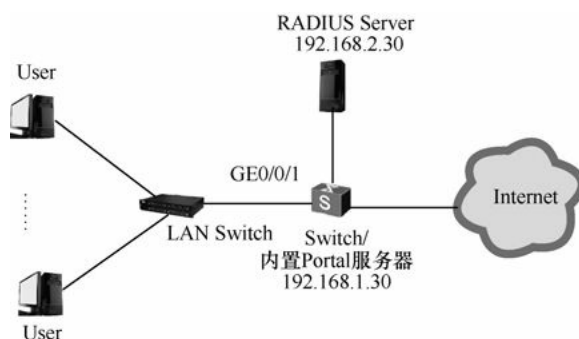 RADIUS Server
192.168.2.30
User
GE0/0/1
S
Internet
LAN Switch
Switch/
内置Portal服务器
192.168.1.30
User